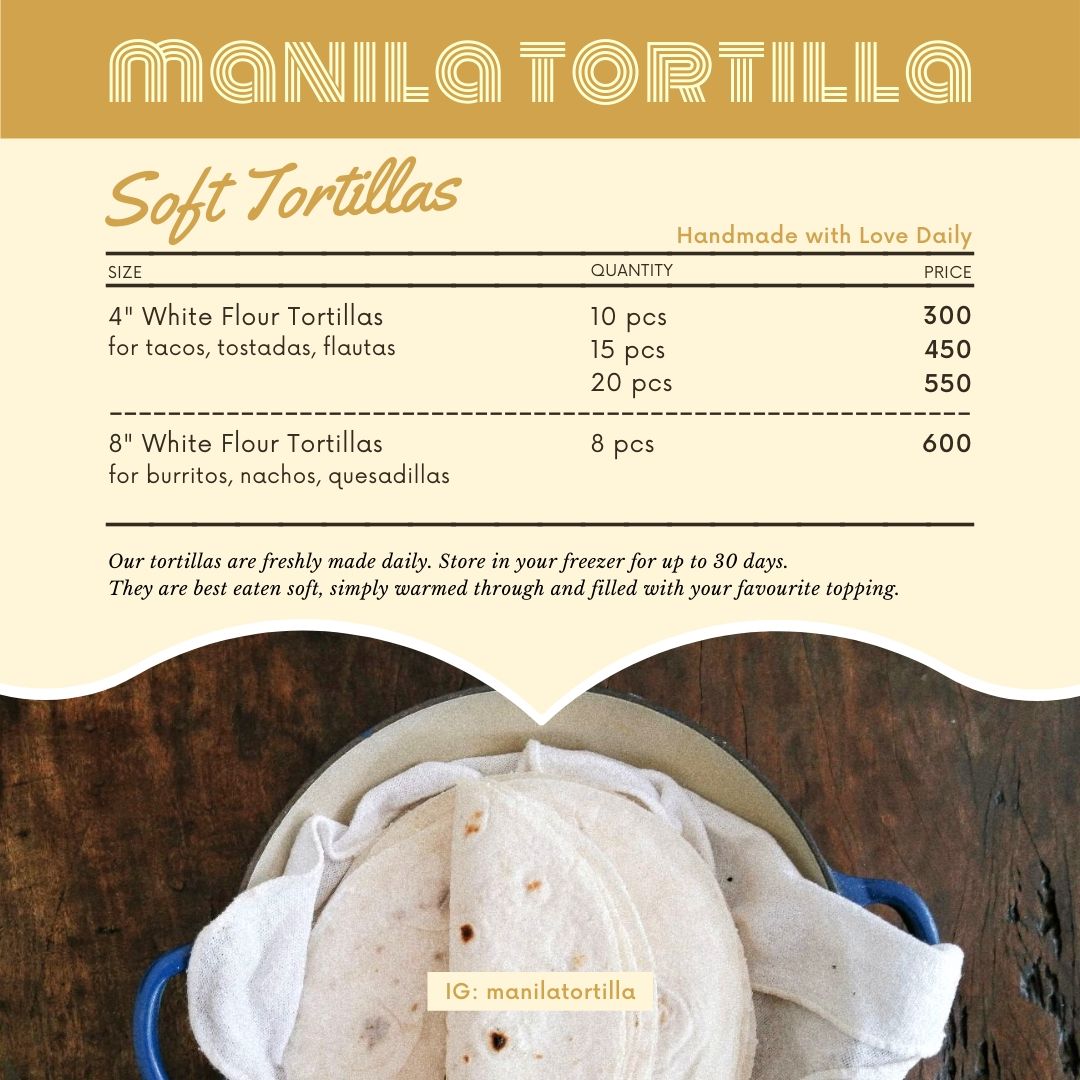 MANILA TORTILLA
Soft Tortillas
Handmade with Love Daily
SIZE QUANTITY PRICE
4" White Flour Tortillas 10 pcs 300
for tacos, tostadas, flautas 15 pcs 450
20 pcs 550
8" White Flour Tortillas 8 pcs 600
for burritos, nachos, quesadillas
Our tortillas are freshly made daily. Store in your freezer for up to 30 days.
They are best eaten soft, simply warmed through and filled with your favourite topping.
IG: manilatortilla